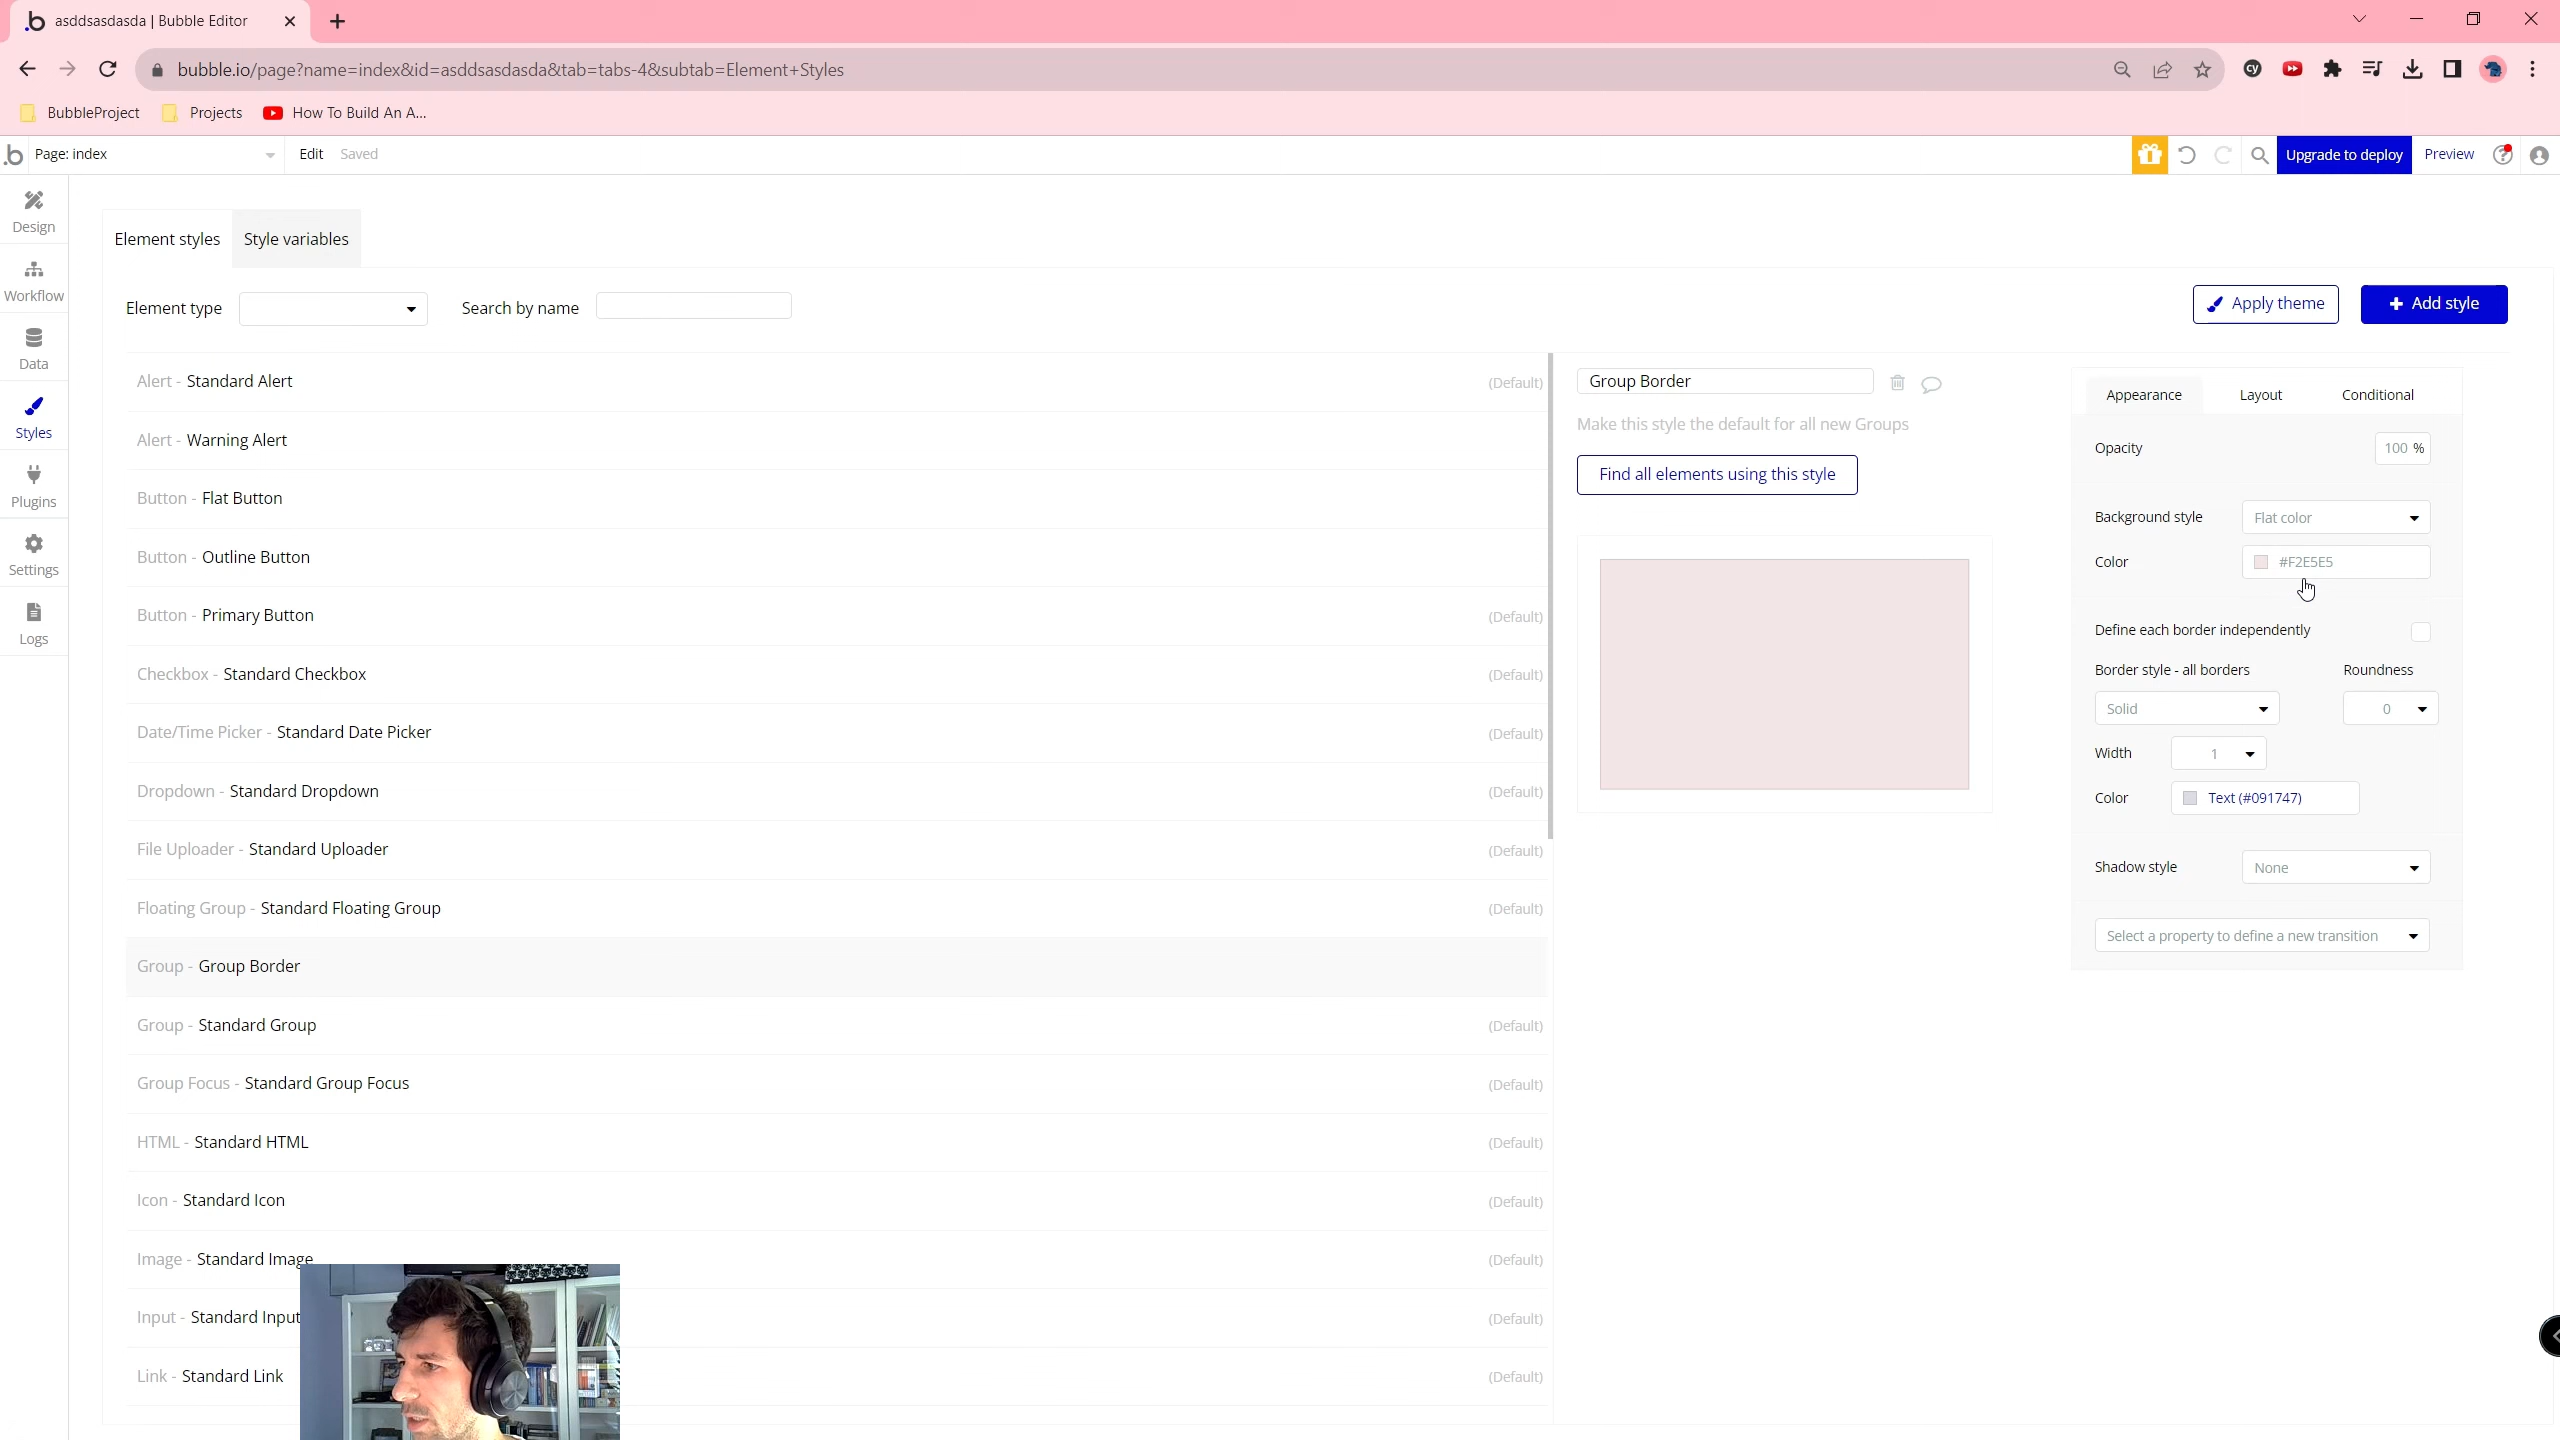 asddsasdasda | Bubble Editor
bubble.io/page?name=index&id=asddsasdasda&tab=tabs-4&subtab=Element+Styles
BubbleProject
Projects
How To Build An A...
Page: index
Edit
Saved
Upgrade to deploy
Preview
Design
Workflow
Data
Styles
Plugins
Settings
Logs
Element styles
Style variables
Element type
Search by name
Apply theme
Add style
Alert - Standard Alert (Default)
Alert - Warning Alert
Button - Flat Button
Button - Outline Button
Button - Primary Button (Default)
Checkbox - Standard Checkbox (Default)
Date/Time Picker - Standard Date Picker (Default)
Dropdown - Standard Dropdown (Default)
File Uploader - Standard Uploader (Default)
Floating Group - Standard Floating Group (Default)
Group - Group Border
Group - Standard Group (Default)
Group Focus - Standard Group Focus (Default)
HTML - Standard HTML (Default)
Icon - Standard Icon (Default)
Image - Standard Image (Default)
Input - Standard Input (Default)
Link - Standard Link (Default)
Group Border
Make this style the default for all new Groups
Find all elements using this style
Appearance
Layout
Conditional
Opacity 100 %
Background style Flat color
Color #F2E5E5
Define each border independently
Border style - all borders Roundness
Solid 0
Width 1
Color Text (#091747)
Shadow style None
Select a property to define a new transition